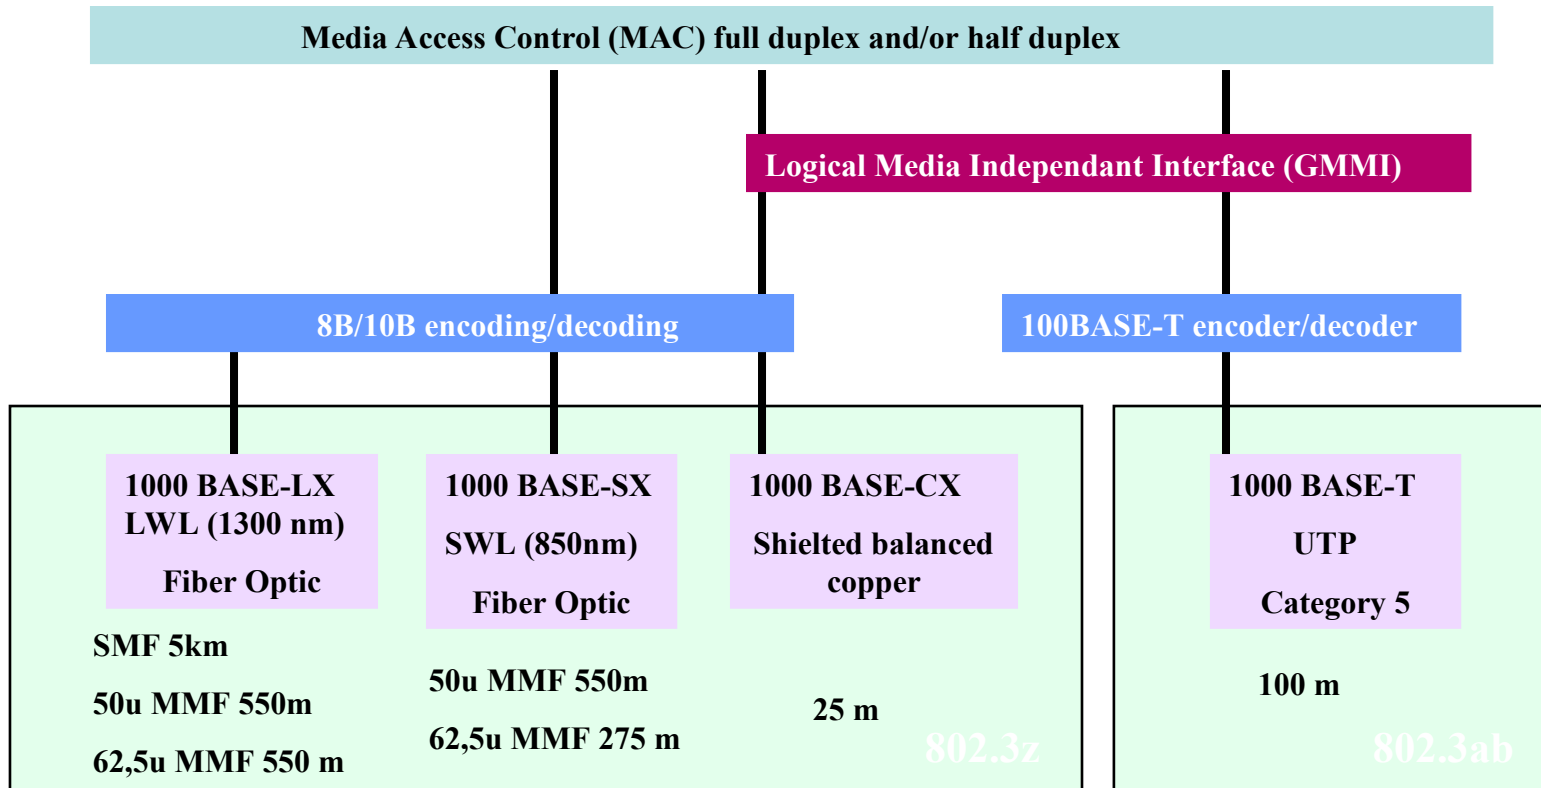 Media Access Control (MAC) full duplex and/or half duplex
Logical Media Independant Interface (GMMI)
8B/10B encoding/decoding
100BASE-T encoder/decoder
1000 BASE-LX
LWL (1300 nm)
Fiber Optic
SMF 5km
50u MMF 550m
62,5u MMF 550 m
1000 BASE-SX
SWL (850nm)
Fiber Optic
50u MMF 550m
62,5u MMF 275 m
1000 BASE-CX
Shielted balanced
copper
25 m
802.3z
1000 BASE-T
UTP
Category 5
100 m
802.3ab